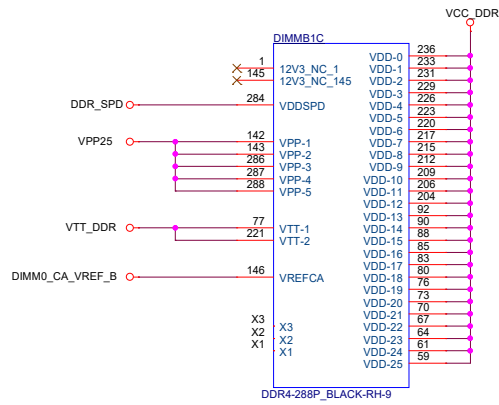 VCC_DDR
DIMMB1C
1 12V3_NC_1
145 12V3_NC_145
DDR_SPD 284 VDDSPD
VPP25 142 VPP-1
143 VPP-2
286 VPP-3
287 VPP-4
288 VPP-5
VTT_DDR 77 VTT-1
221 VTT-2
DIMM0_CA_VREF_B 146 VREFCA
X3 X3
X2 X2
X1 X1
VDD-0 236
VDD-1 233
VDD-2 231
VDD-3 229
VDD-4 226
VDD-5 223
VDD-6 220
VDD-7 217
VDD-8 215
VDD-9 212
VDD-10 209
VDD-11 206
VDD-12 204
VDD-13 92
VDD-14 90
VDD-15 88
VDD-16 85
VDD-17 83
VDD-18 80
VDD-19 76
VDD-20 73
VDD-21 70
VDD-22 67
VDD-23 64
VDD-24 61
VDD-25 59
DDR4-288P_BLACK-RH-9